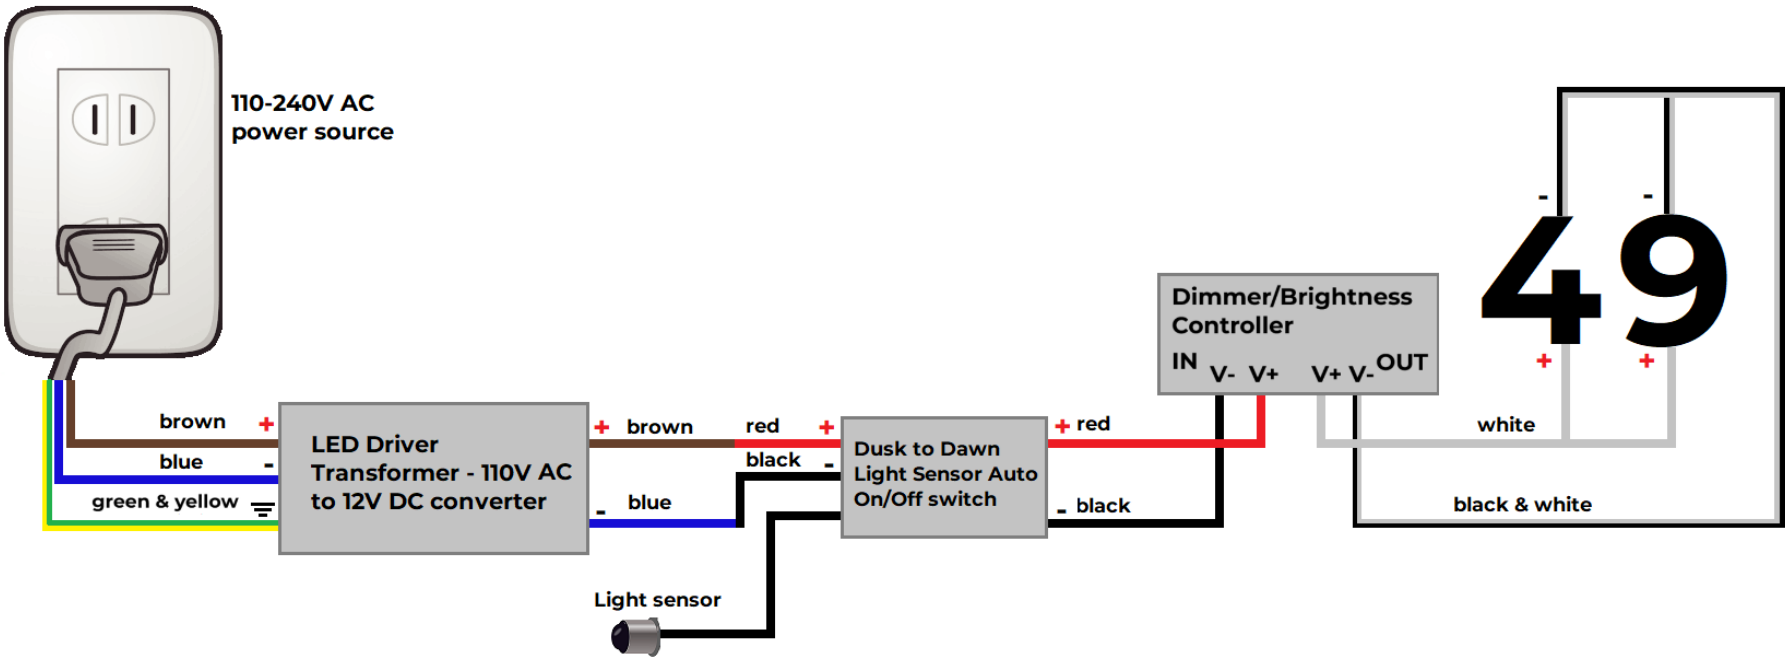 110-240V AC
power source
brown +
blue -
green & yellow
LED Driver
Transformer - 110V AC
to 12V DC converter
+ brown
- blue
red +
black -
Light sensor
Dusk to Dawn
Light Sensor Auto
On/Off switch
+ red
- black
Dimmer/Brightness
Controller
IN V- V+ V+ V- OUT
white
black & white
- -
49
+ +